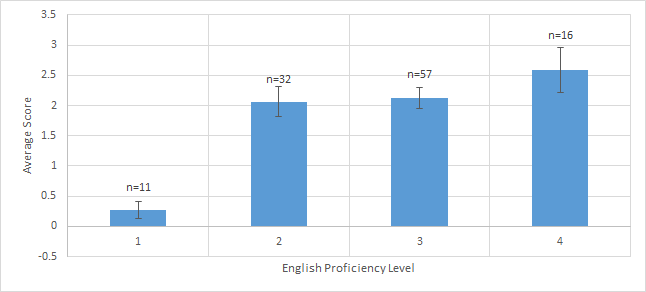 3.5
3
2.5
2
1.5
1
0.5
0
-0.5
Average Score
n=11
n=32
n=57
n=16
1 2 3 4
English Proficiency Level